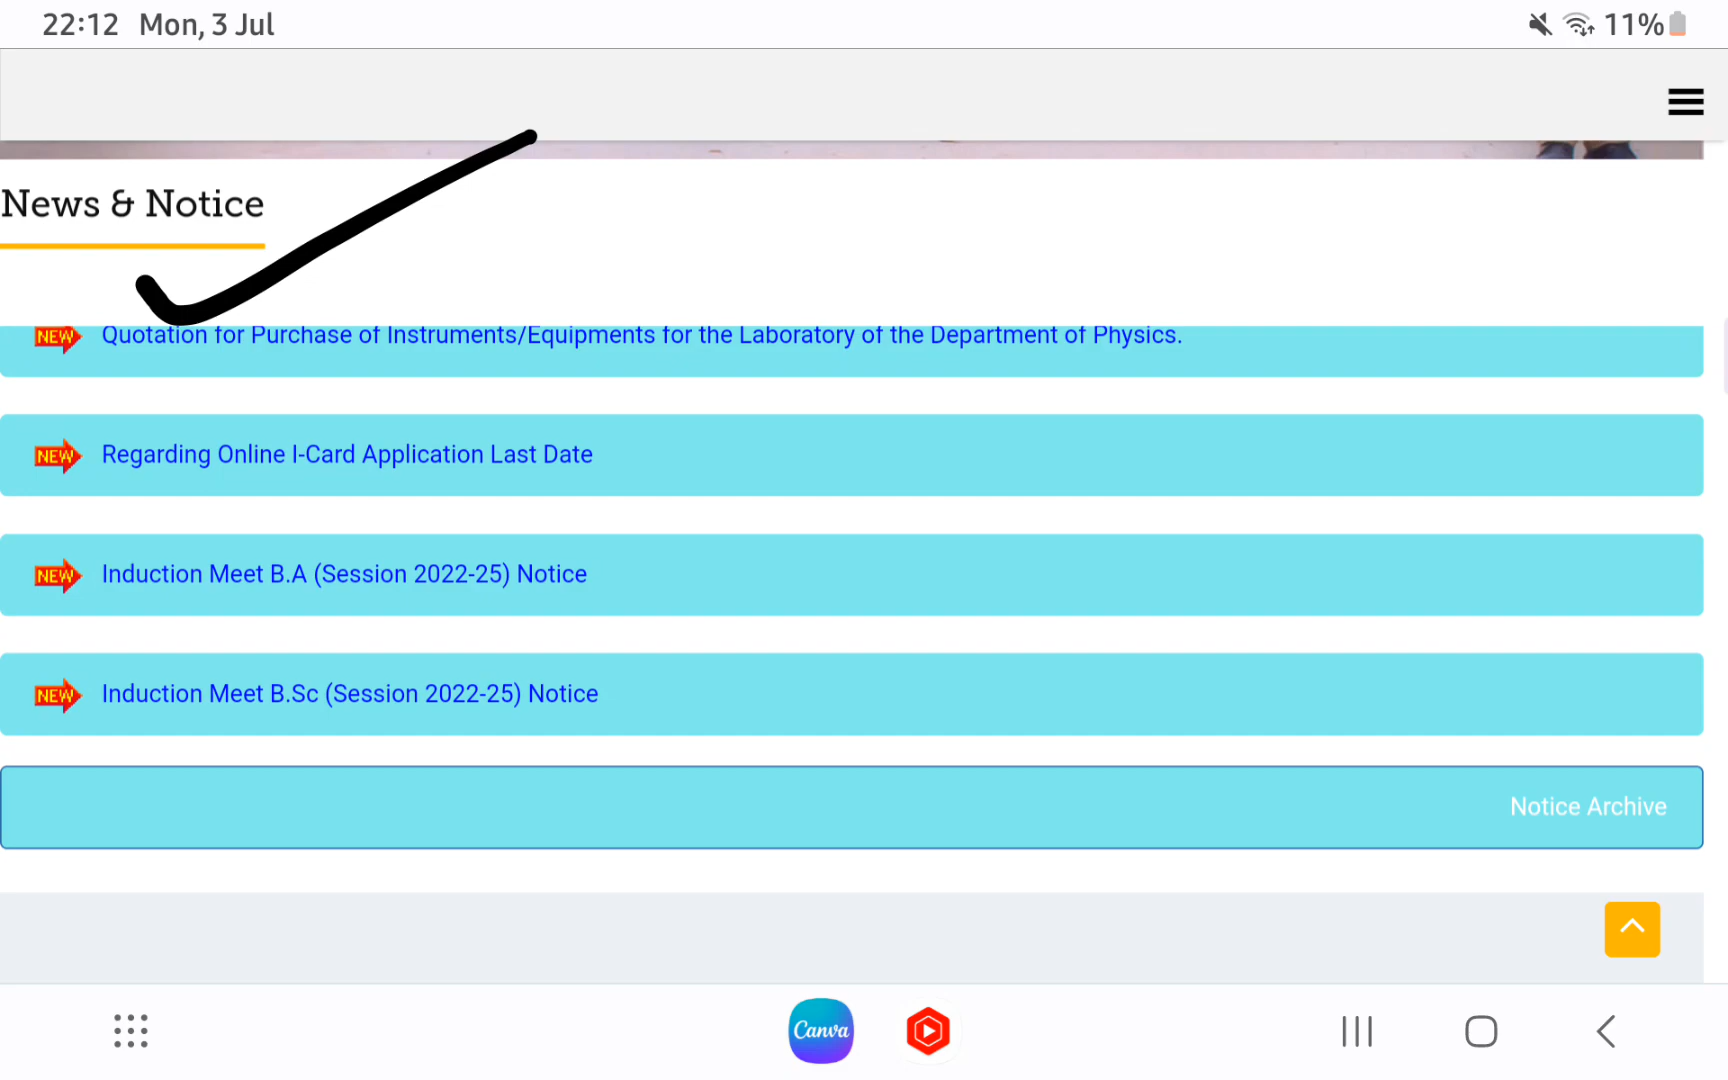 22:12 Mon, 3 Jul 11%
News & Notice
NEW Quotation for Purchase of Instruments/Equipments for the Laboratory of the Department of Physics.
NEW Regarding Online I-Card Application Last Date
NEW Induction Meet B.A (Session 2022-25) Notice
NEW Induction Meet B.Sc (Session 2022-25) Notice
Notice Archive
Canva